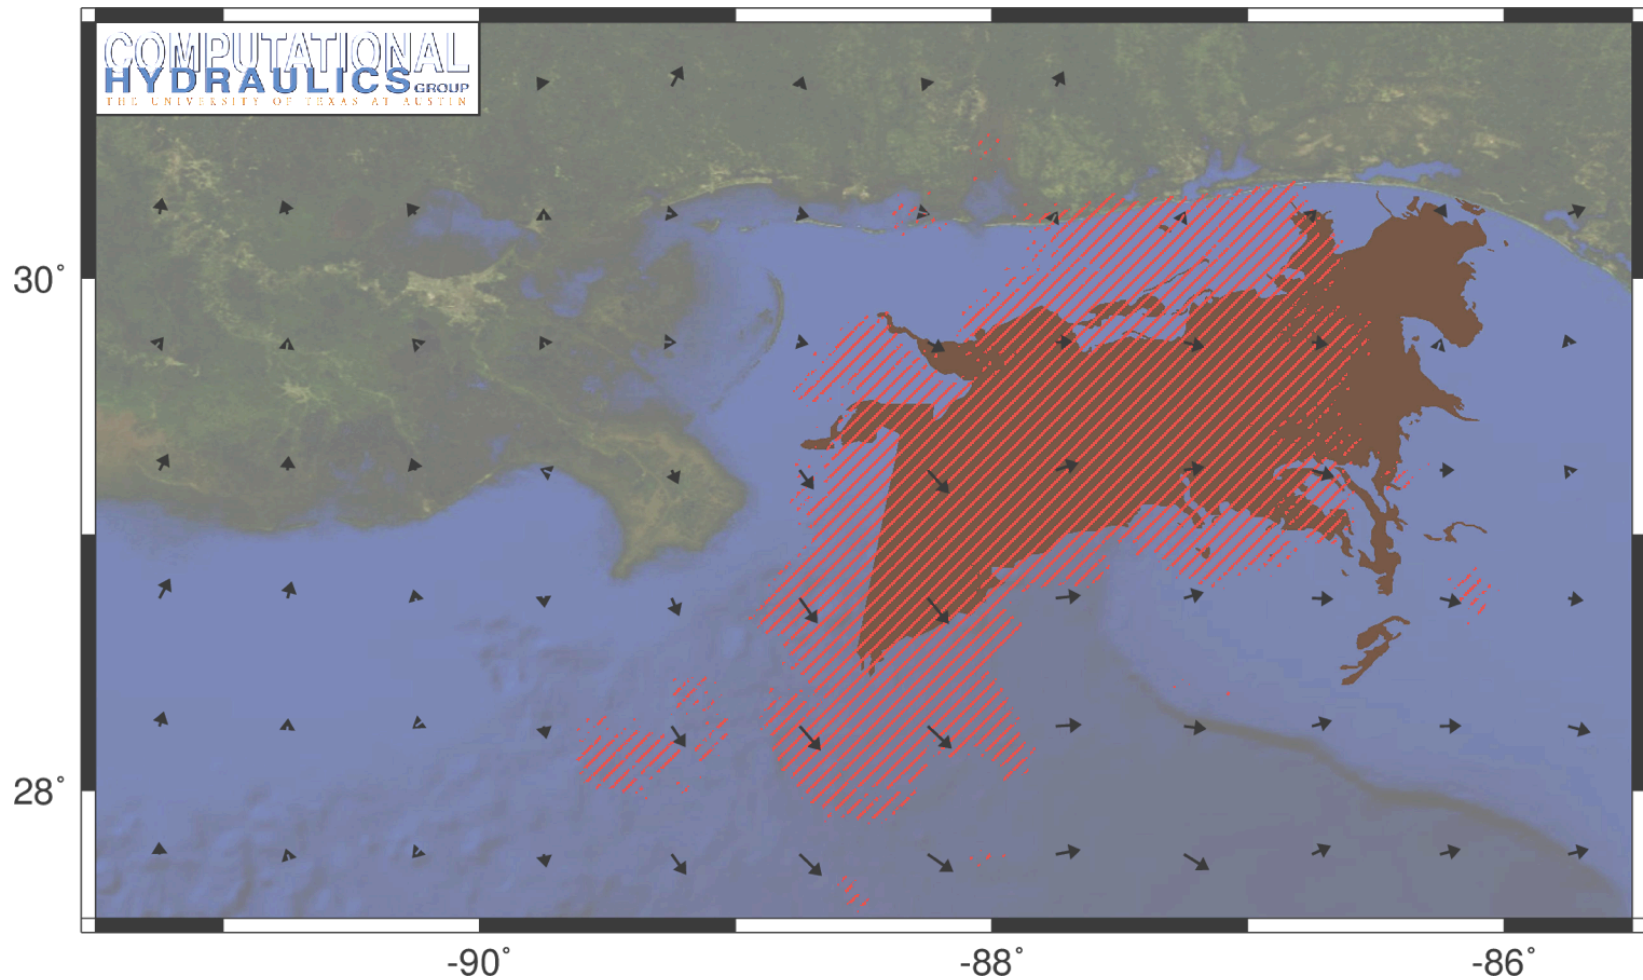 COMPUTATIONAL
HYDRAULICS GROUP
THE UNIVERSITY OF TEXAS AT AUSTIN
30°
28°
-90° -88° -86°